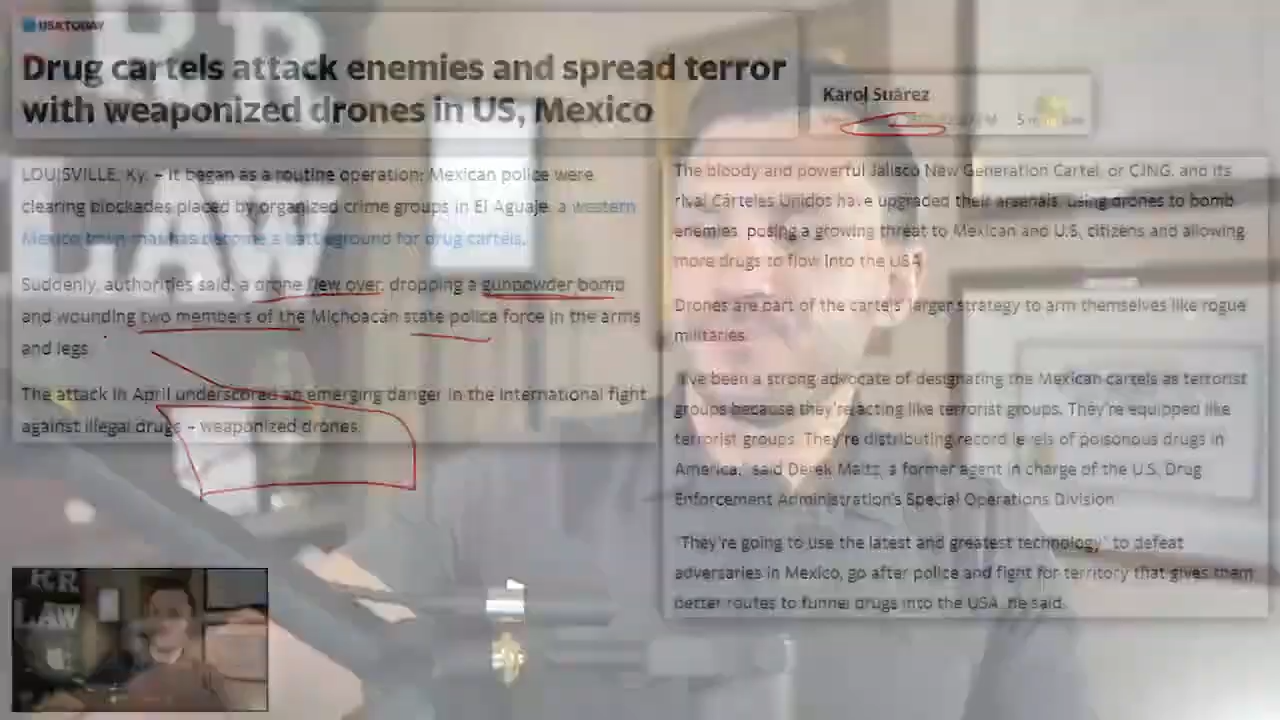 RR
LAW
USA TODAY
Drug cartels attack enemies and spread terror
with weaponized drones in US, Mexico
Karol Suárez
LOUISVILLE, Ky. – It began as a routine operation: Mexican police were
clearing blockades placed by organized crime groups in El Aguaje, a western
Mexico town that has become a battleground for drug cartels.
Suddenly, authorities said, a drone flew over, dropping a gunpowder bomb
and wounding two members of the Michoacán state police force in the arms
and legs.
The attack in April underscored an emerging danger in the international fight
against illegal drugs – weaponized drones.
The bloody and powerful Jalisco New Generation Cartel, or CJNG, and its
rival Cárteles Unidos have upgraded their arsenals, using drones to bomb
enemies, posing a growing threat to Mexican and U.S. citizens and allowing
more drugs to flow into the USA.
Drones are part of the cartels' larger strategy to arm themselves like rogue
militaries.
"I've been a strong advocate of designating the Mexican cartels as terrorist
groups because they're acting like terrorist groups. They're equipped like
terrorist groups. They're distributing record levels of poisonous drugs in
America," said Derek Maltz, a former agent in charge of the U.S. Drug
Enforcement Administration's Special Operations Division.
"They're going to use the latest and greatest technology" to defeat
adversaries in Mexico, go after police and fight for territory that gives them
better routes to funnel drugs into the USA, he said.
RR
LAW